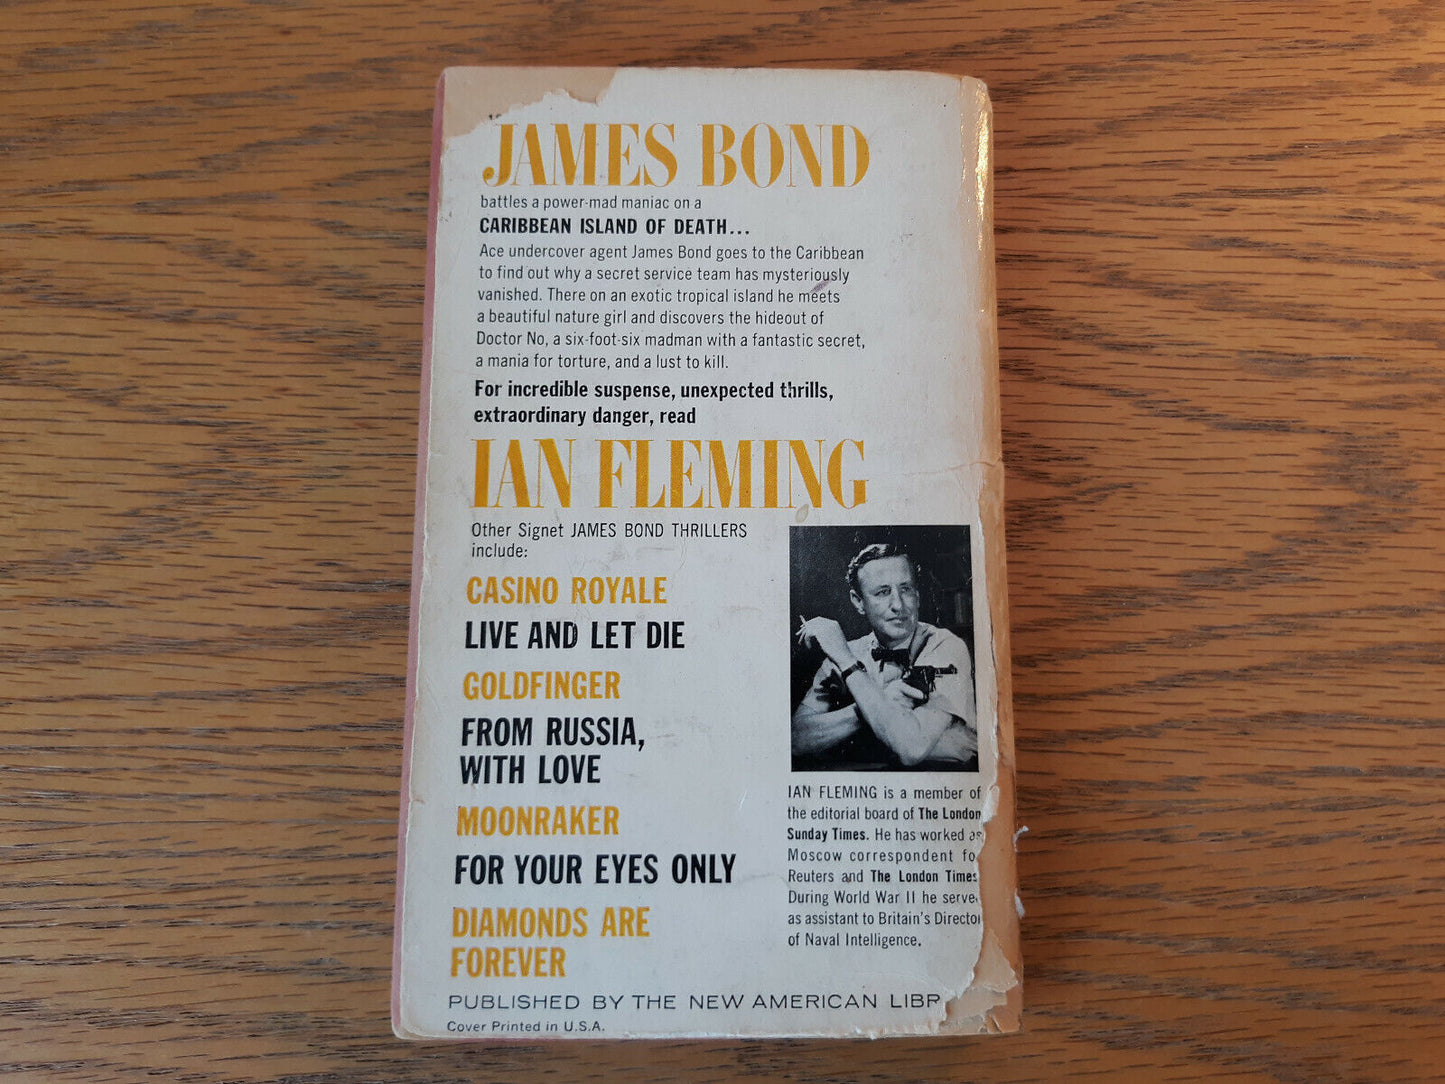 JAMES BOND
battles a power-mad maniac on a
CARIBBEAN ISLAND OF DEATH...
Ace undercover agent James Bond goes to the Caribbean
to find out why a secret service team has mysteriously
vanished. There on an exotic tropical island he meets
a beautiful nature girl and discovers the hideout of
Doctor No, a six-foot-six madman with a fantastic secret,
a mania for torture, and a lust to kill.
For incredible suspense, unexpected thrills,
extraordinary danger, read
IAN FLEMING
Other Signet JAMES BOND THRILLERS
include:
CASINO ROYALE
LIVE AND LET DIE
GOLDFINGER
FROM RUSSIA,
WITH LOVE
MOONRAKER
FOR YOUR EYES ONLY
DIAMONDS ARE
FOREVER
IAN FLEMING is a member of
the editorial board of The London
Sunday Times. He has worked as
Moscow correspondent fo
Reuters and The London Times
During World War II he serve
as assistant to Britain's Director
of Naval Intelligence.
PUBLISHED BY THE NEW AMERICAN LIBR
Cover Printed in U.S.A.